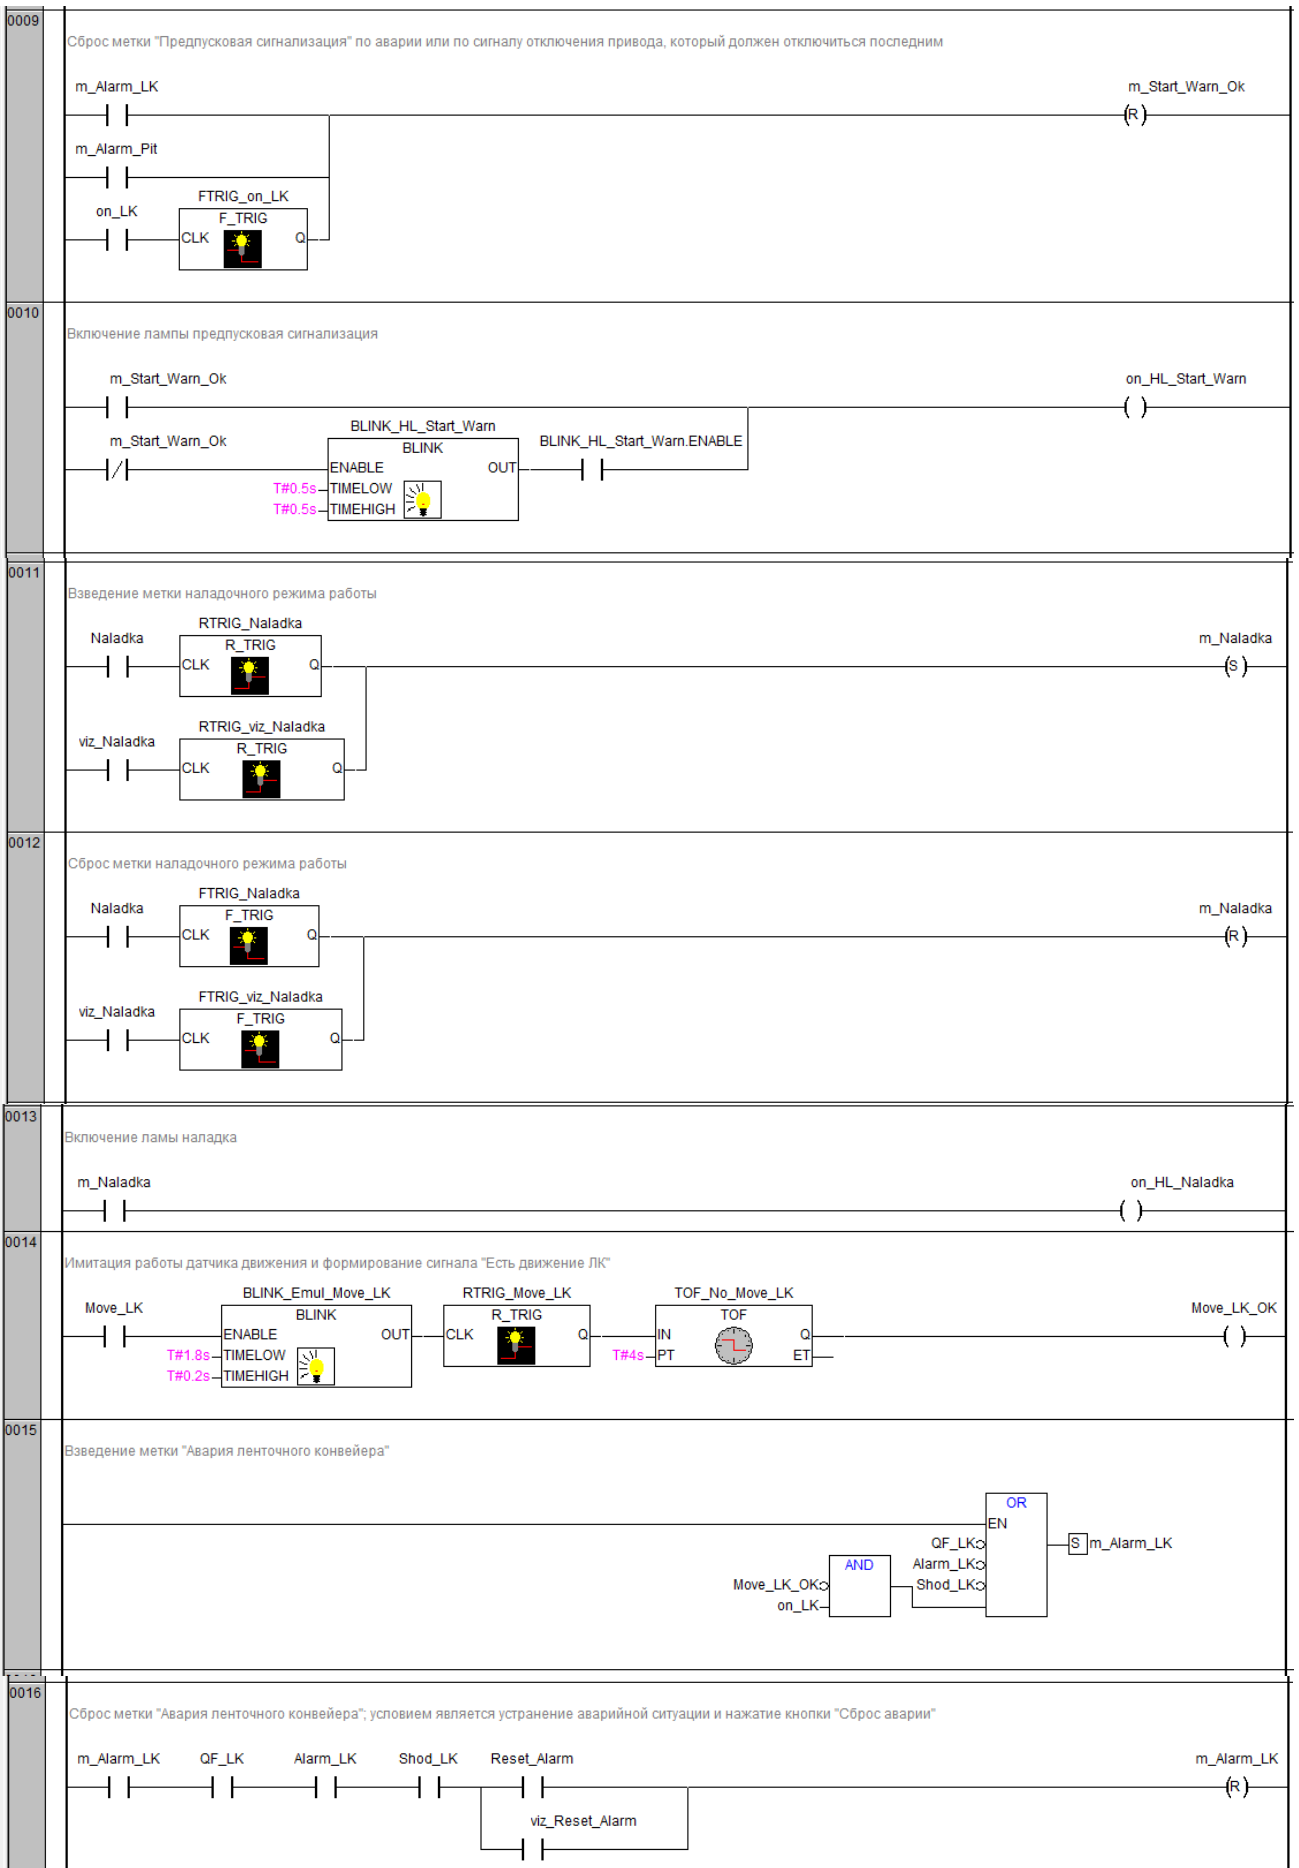 0009
Сброс метки "Предпусковая сигнализация" по аварии или по сигналу отключения привода, который должен отключиться последним
m_Alarm_LK
m_Start_Warn_Ok
R
m_Alarm_Pit
FTRIG_on_LK
on_LK
F_TRIG
CLK
Q
0010
Включение лампы предпусковая сигнализация
m_Start_Warn_Ok
on_HL_Start_Warn
BLINK_HL_Start_Warn
m_Start_Warn_Ok
BLINK
BLINK_HL_Start_Warn.ENABLE
ENABLE
OUT
T#0.5s
TIMELOW
T#0.5s
TIMEHIGH
0011
Взведение метки наладочного режима работы
RTRIG_Naladka
Naladka
R_TRIG
m_Naladka
CLK
Q
S
RTRIG_viz_Naladka
viz_Naladka
R_TRIG
CLK
Q
0012
Сброс метки наладочного режима работы
FTRIG_Naladka
Naladka
F_TRIG
m_Naladka
CLK
Q
R
FTRIG_viz_Naladka
viz_Naladka
F_TRIG
CLK
Q
0013
Включение ламы наладка
m_Naladka
on_HL_Naladka
0014
Имитация работы датчика движения и формирование сигнала "Есть движение ЛК"
BLINK_Emul_Move_LK
RTRIG_Move_LK
TOF_No_Move_LK
Move_LK
BLINK
R_TRIG
TOF
Move_LK_OK
ENABLE
OUT
CLK
Q
IN
Q
T#1.8s
TIMELOW
T#4s
PT
ET
T#0.2s
TIMEHIGH
0015
Взведение метки "Авария ленточного конвейера"
OR
EN
QF_LK
S
m_Alarm_LK
AND
Alarm_LK
Move_LK_OK
Shod_LK
on_LK
0016
Сброс метки "Авария ленточного конвейера"; условием является устранение аварийной ситуации и нажатие кнопки "Сброс аварии"
m_Alarm_LK
QF_LK
Alarm_LK
Shod_LK
Reset_Alarm
m_Alarm_LK
R
viz_Reset_Alarm